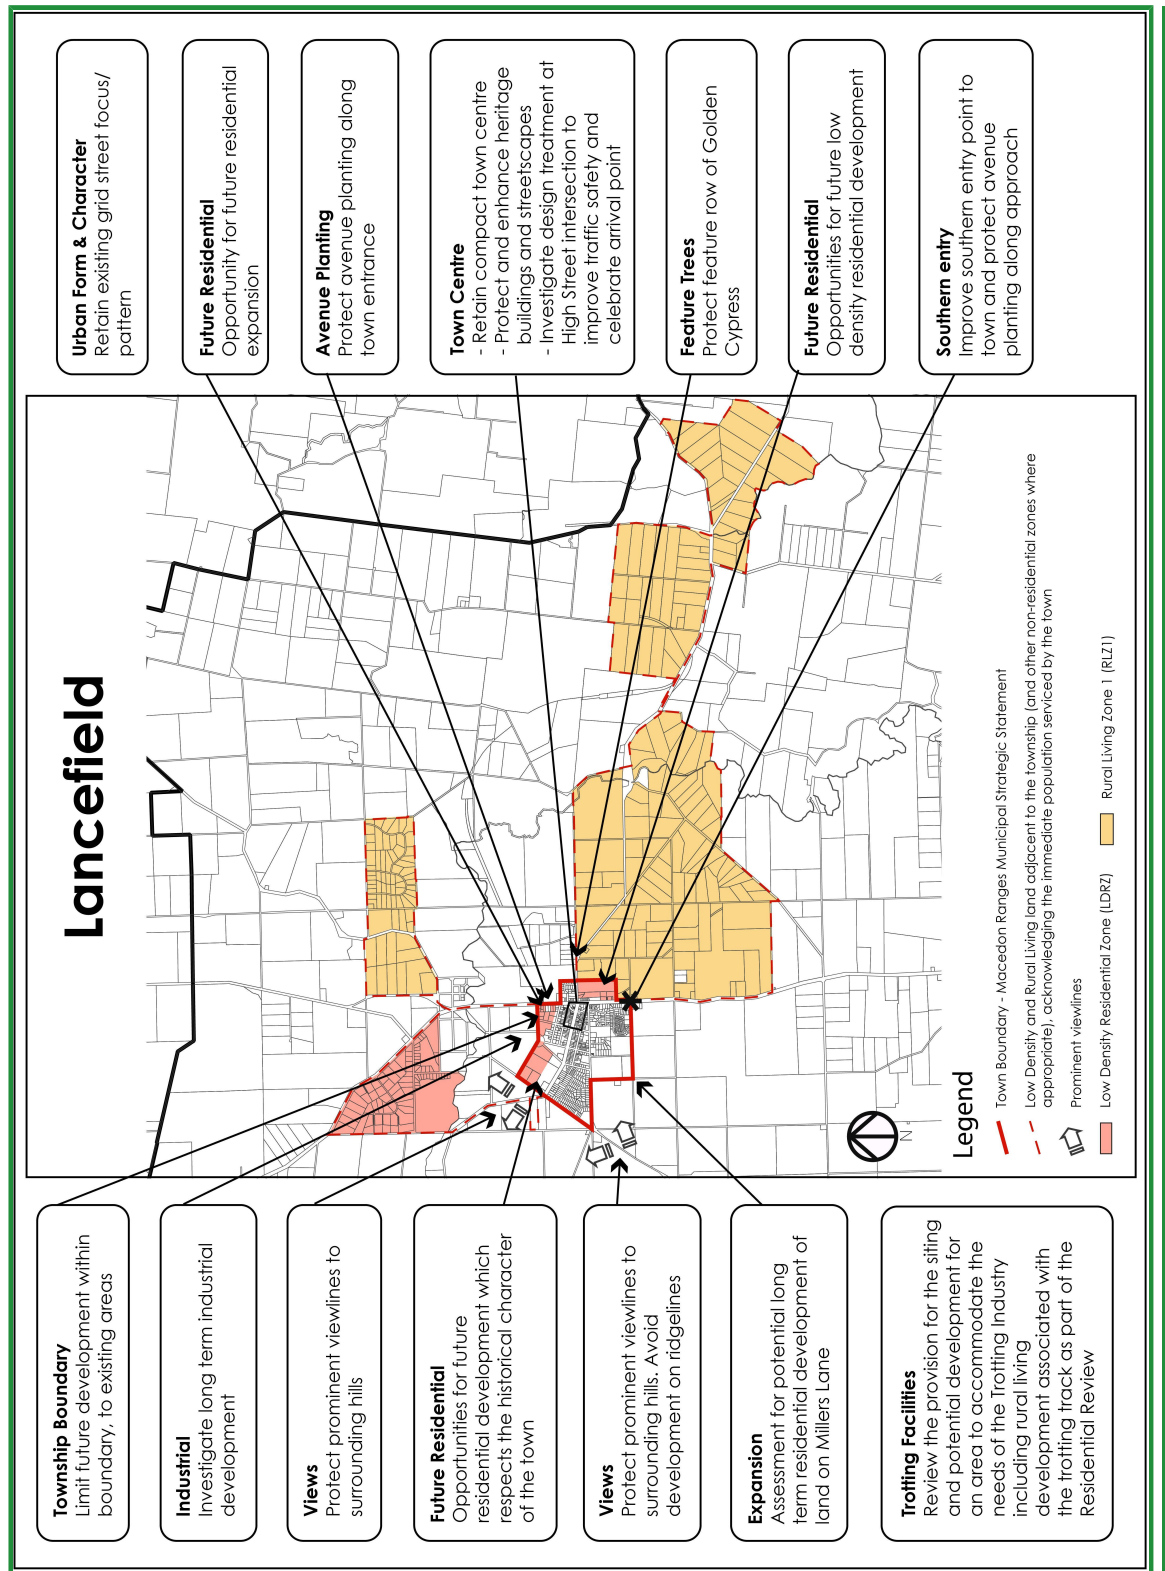 Lancefield
Urban Form & Character
Retain existing grid street focus/
pattern
Future Residential
Opportunity for future residential
expansion
Avenue Planting
Protect avenue planting along
town entrance
Town Centre
- Retain compact town centre
- Protect and enhance heritage
buildings and streetscapes
- Investigate design treatment at
High Street intersection to
improve traffic safety and
celebrate arrival point
Feature Trees
Protect feature row of Golden
Cypress
Future Residential
Opportunities for future low
density residential development
Southern entry
Improve southern entry point to
town and protect avenue
planting along approach
Township Boundary
Limit future development within
boundary, to existing areas
Industrial
Investigate long term industrial
development
Views
Protect prominent viewlines to
surrounding hills
Future Residential
Opportunities for future
residential development which
respects the historical character
of the town
Views
Protect prominent viewlines to
surrounding hills. Avoid
development on ridgelines
Expansion
Assessment for potential long
term residential development of
land on Millers Lane
Trotting Facilities
Review the provision for the siting
and potential development for
an area to accommodate the
needs of the Trotting Industry
including rural living
development associated with
the trotting track as part of the
Residential Review
N
Legend
Town Boundary - Macedon Ranges Municipal Strategic Statement
Low Density and Rural Living land adjacent to the township (and other non-residential zones where
appropriate), acknowledging the immediate population serviced by the town
Prominent viewlines
Low Density Residential Zone (LDRZ)
Rural Living Zone 1 (RLZ1)